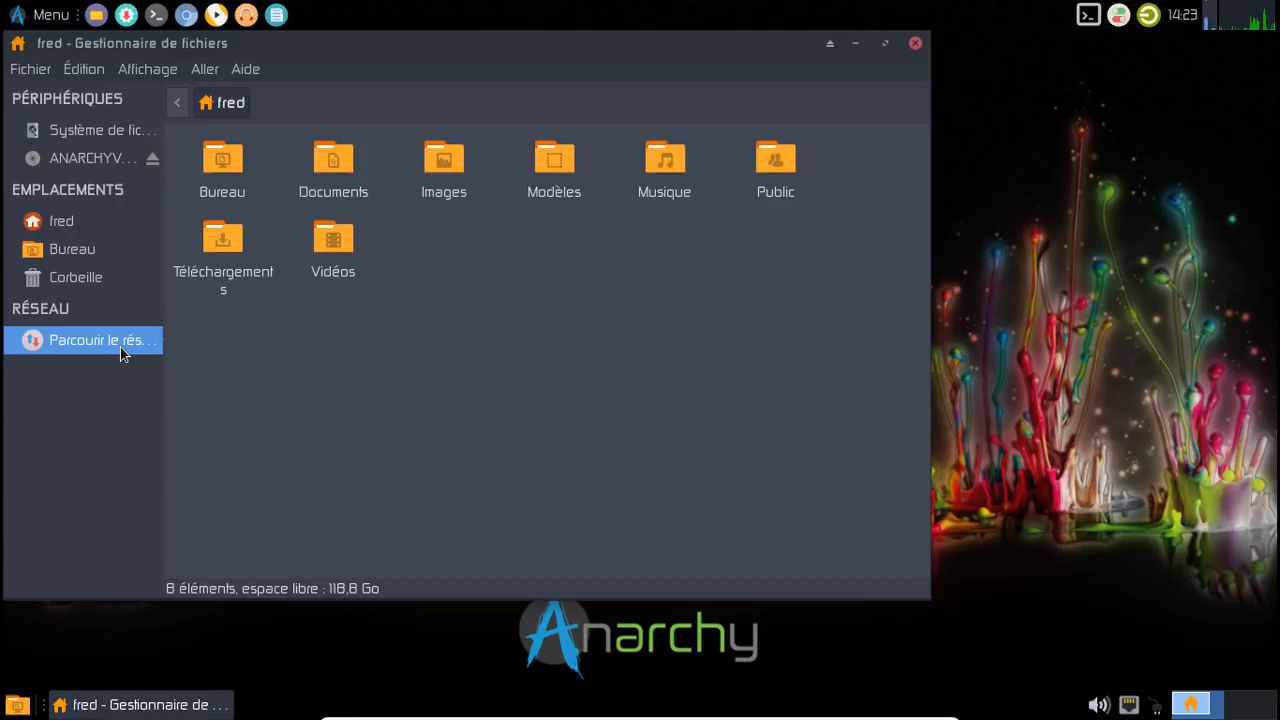 Menu
14:23
fred - Gestionnaire de fichiers
Fichier Édition Affichage Aller Aide
PÉRIPHÉRIQUES
Système de fic...
ANARCHYV...
EMPLACEMENTS
fred
Bureau
Corbeille
RÉSEAU
Parcourir le rés...
fred
Bureau
Documents
Images
Modèles
Musique
Public
Téléchargement
s
Vidéos
8 éléments, espace libre : 118,8 Go
Anarchy
fred - Gestionnaire de ...